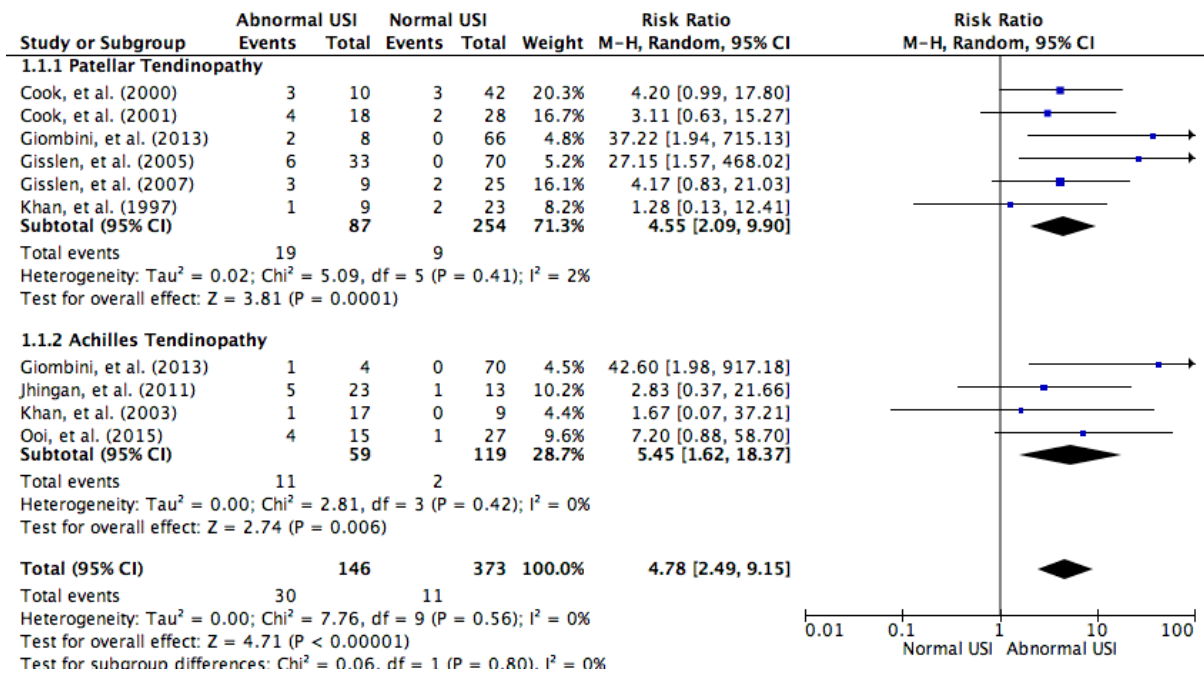 Abnormal USI Normal USI Risk Ratio Risk Ratio
Study or Subgroup Events Total Events Total Weight M-H, Random, 95% CI M-H, Random, 95% CI
1.1.1 Patellar Tendinopathy
Cook, et al. (2000) 3 10 3 42 20.3% 4.20 [0.99, 17.80]
Cook, et al. (2001) 4 18 2 28 16.7% 3.11 [0.63, 15.27]
Giombini, et al. (2013) 2 8 0 66 4.8% 37.22 [1.94, 715.13]
Gisslen, et al. (2005) 6 33 0 70 5.2% 27.15 [1.57, 468.02]
Gisslen, et al. (2007) 3 9 2 25 16.1% 4.17 [0.83, 21.03]
Khan, et al. (1997) 1 9 2 23 8.2% 1.28 [0.13, 12.41]
Subtotal (95% CI) 87 254 71.3% 4.55 [2.09, 9.90]
Total events 19 9
Heterogeneity: Tau² = 0.02; Chi² = 5.09, df = 5 (P = 0.41); I² = 2%
Test for overall effect: Z = 3.81 (P = 0.0001)
1.1.2 Achilles Tendinopathy
Giombini, et al. (2013) 1 4 0 70 4.5% 42.60 [1.98, 917.18]
Jhingan, et al. (2011) 5 23 1 13 10.2% 2.83 [0.37, 21.66]
Khan, et al. (2003) 1 17 0 9 4.4% 1.67 [0.07, 37.21]
Ooi, et al. (2015) 4 15 1 27 9.6% 7.20 [0.88, 58.70]
Subtotal (95% CI) 59 119 28.7% 5.45 [1.62, 18.37]
Total events 11 2
Heterogeneity: Tau² = 0.00; Chi² = 2.81, df = 3 (P = 0.42); I² = 0%
Test for overall effect: Z = 2.74 (P = 0.006)
Total (95% CI) 146 373 100.0% 4.78 [2.49, 9.15]
Total events 30 11
Heterogeneity: Tau² = 0.00; Chi² = 7.76, df = 9 (P = 0.56); I² = 0%
Test for overall effect: Z = 4.71 (P < 0.00001)
Test for subgroup differences: Chi² = 0.06, df = 1 (P = 0.80), I² = 0%
0.01 0.1 1 10 100
Normal USI Abnormal USI